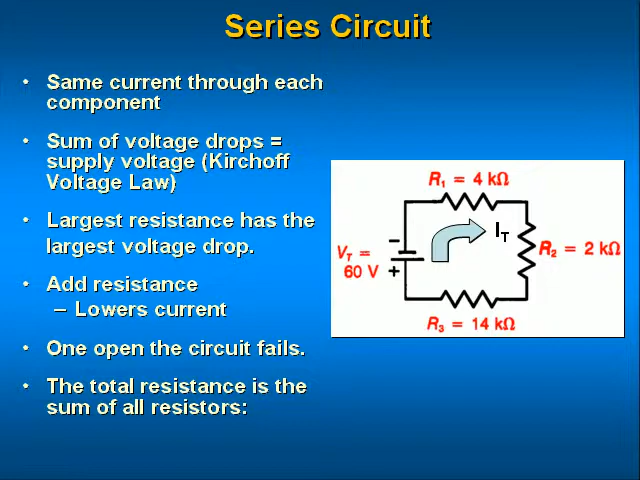 Series Circuit
• Same current through each
component
• Sum of voltage drops =
supply voltage (Kirchoff
Voltage Law)
• Largest resistance has the
largest voltage drop.
• Add resistance
– Lowers current
• One open the circuit fails.
• The total resistance is the
sum of all resistors:
R₁ = 4 kΩ
I_T
R₂ = 2 kΩ
V_T =
60 V
–
+
R₃ = 14 kΩ